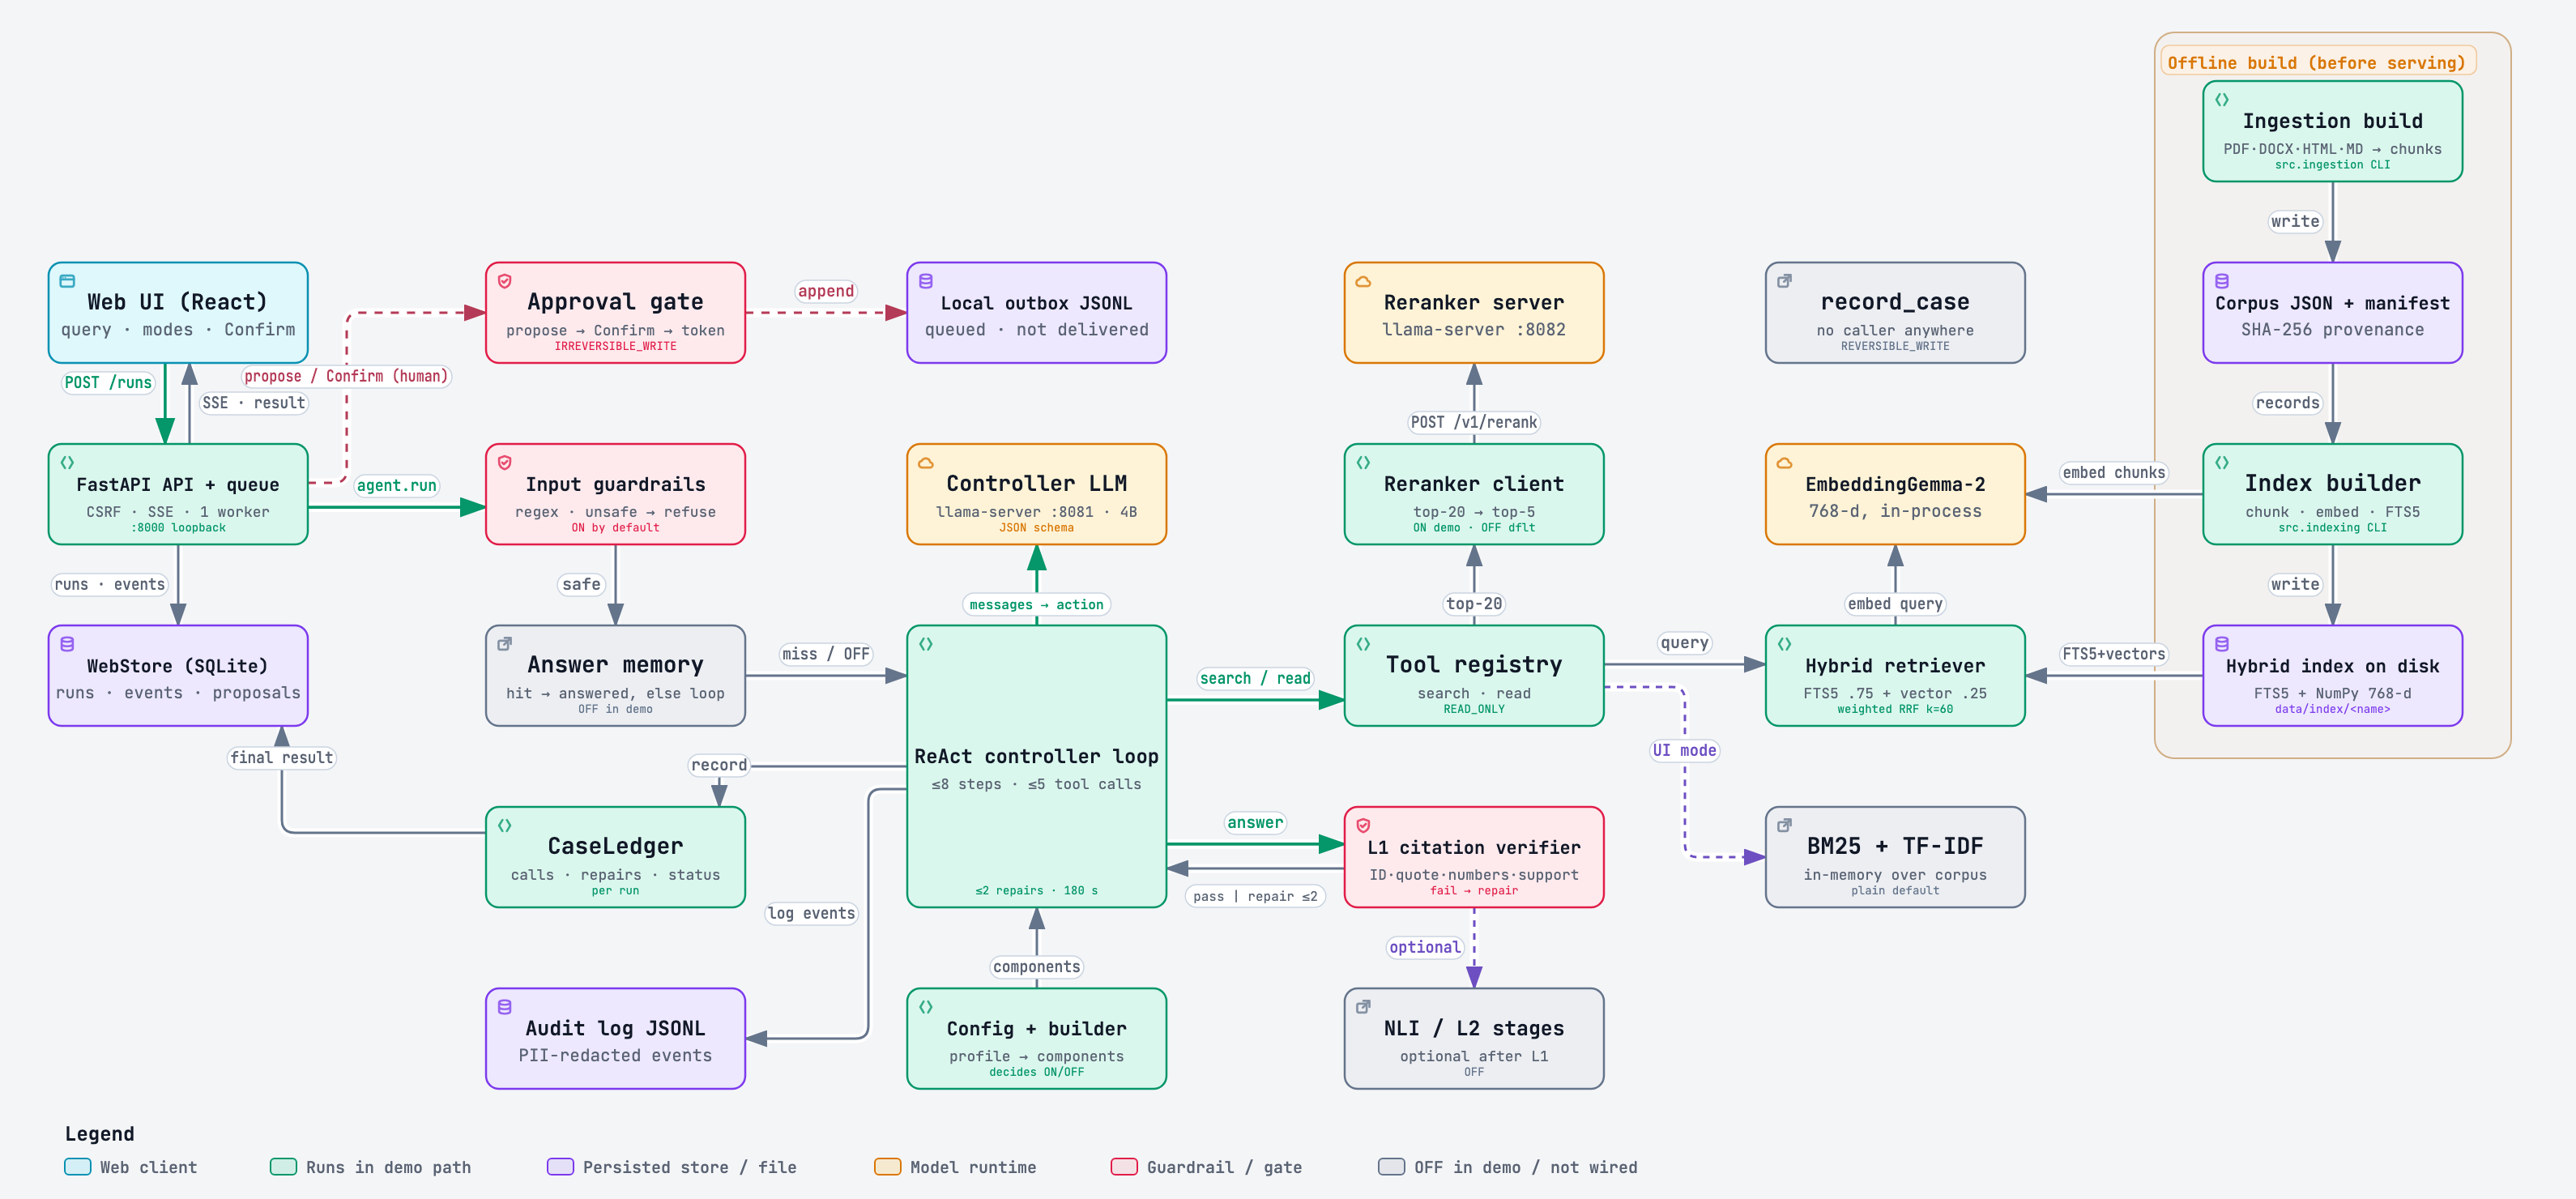 Offline build (before serving)
Ingestion build
PDF·DOCX·HTML·MD → chunks
src.ingestion CLI
write
Web UI (React)
query · modes · Confirm
Approval gate
propose → Confirm → token
IRREVERSIBLE_WRITE
append
Local outbox JSONL
queued · not delivered
Reranker server
llama-server :8082
record_case
no caller anywhere
REVERSIBLE_WRITE
Corpus JSON + manifest
SHA-256 provenance
POST /runs
propose / Confirm (human)
SSE · result
POST /v1/rerank
records
FastAPI API + queue
CSRF · SSE · 1 worker
:8000 loopback
agent.run
Input guardrails
regex · unsafe → refuse
ON by default
Controller LLM
llama-server :8081 · 4B
JSON schema
Reranker client
top-20 → top-5
ON demo · OFF dflt
EmbeddingGemma-2
768-d, in-process
embed chunks
Index builder
chunk · embed · FTS5
src.indexing CLI
runs · events
safe
messages → action
top-20
embed query
write
WebStore (SQLite)
runs · events · proposals
Answer memory
hit → answered, else loop
OFF in demo
miss / OFF
ReAct controller loop
≤8 steps · ≤5 tool calls
≤2 repairs · 180 s
search / read
Tool registry
search · read
READ_ONLY
query
Hybrid retriever
FTS5 .75 + vector .25
weighted RRF k=60
FTS5+vectors
Hybrid index on disk
FTS5 + NumPy 768-d
data/index/<name>
final result
record
UI mode
CaseLedger
calls · repairs · status
per run
answer
pass | repair ≤2
L1 citation verifier
ID·quote·numbers·support
fail → repair
BM25 + TF-IDF
in-memory over corpus
plain default
log events
components
optional
Audit log JSONL
PII-redacted events
Config + builder
profile → components
decides ON/OFF
NLI / L2 stages
optional after L1
OFF
Legend
Web client
Runs in demo path
Persisted store / file
Model runtime
Guardrail / gate
OFF in demo / not wired